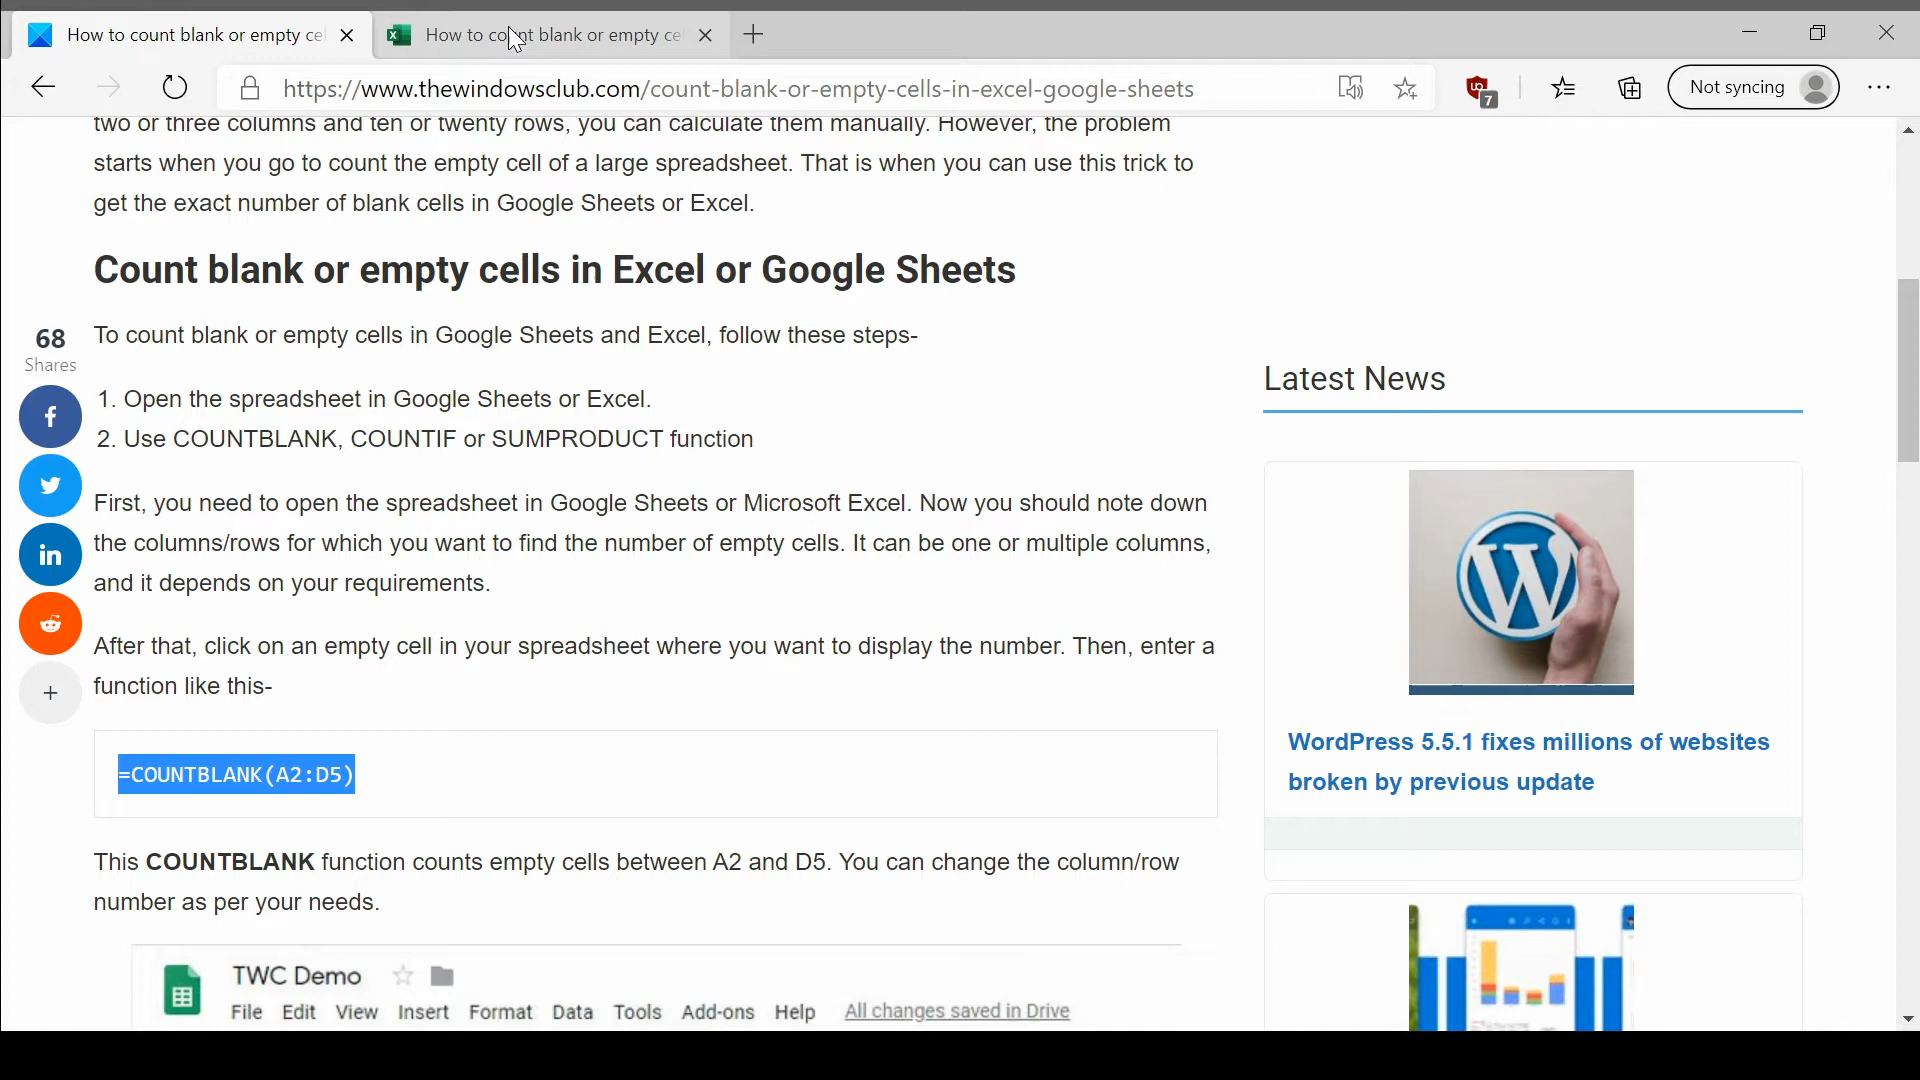 How to count blank or empty ce
How to count blank or empty ce
https://www.thewindowsclub.com/count-blank-or-empty-cells-in-excel-google-sheets
7
Not syncing
two or three columns and ten or twenty rows, you can calculate them manually. However, the problem
starts when you go to count the empty cell of a large spreadsheet. That is when you can use this trick to
get the exact number of blank cells in Google Sheets or Excel.
Count blank or empty cells in Excel or Google Sheets
68
Shares
To count blank or empty cells in Google Sheets and Excel, follow these steps-
1. Open the spreadsheet in Google Sheets or Excel.
2. Use COUNTBLANK, COUNTIF or SUMPRODUCT function
First, you need to open the spreadsheet in Google Sheets or Microsoft Excel. Now you should note down
the columns/rows for which you want to find the number of empty cells. It can be one or multiple columns,
and it depends on your requirements.
After that, click on an empty cell in your spreadsheet where you want to display the number. Then, enter a
function like this-
=COUNTBLANK(A2:D5)
This COUNTBLANK function counts empty cells between A2 and D5. You can change the column/row
number as per your needs.
TWC Demo
File Edit View Insert Format Data Tools Add-ons Help All changes saved in Drive
Latest News
WordPress 5.5.1 fixes millions of websites
broken by previous update